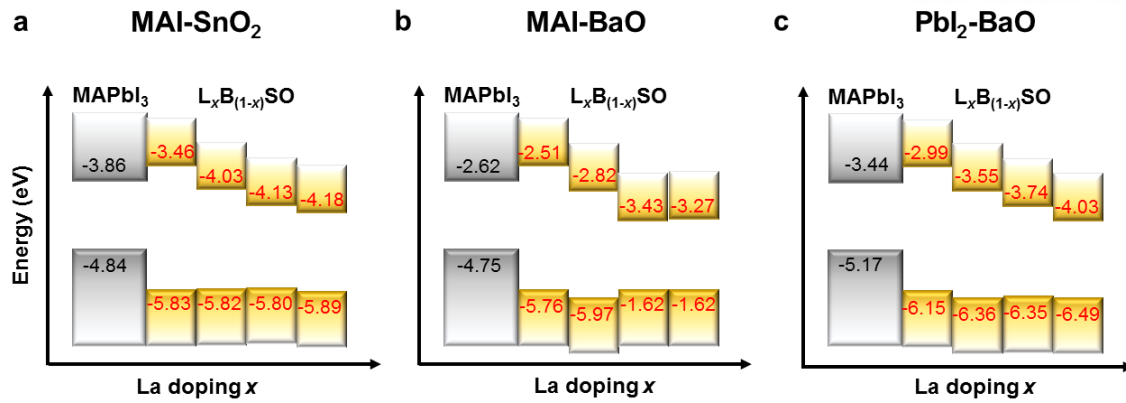 a MAI-SnO₂
MAPbI₃ LₓB₍₁₋ₓ₎SO
-3.86 -3.46 -4.03 -4.13 -4.18
-4.84 -5.83 -5.82 -5.80 -5.89
Energy (eV)
La doping x
b MAI-BaO
MAPbI₃ LₓB₍₁₋ₓ₎SO
-2.62 -2.51 -2.82 -3.43 -3.27
-4.75 -5.76 -5.97 -1.62 -1.62
La doping x
c PbI₂-BaO
MAPbI₃ LₓB₍₁₋ₓ₎SO
-3.44 -2.99 -3.55 -3.74 -4.03
-5.17 -6.15 -6.36 -6.35 -6.49
La doping x